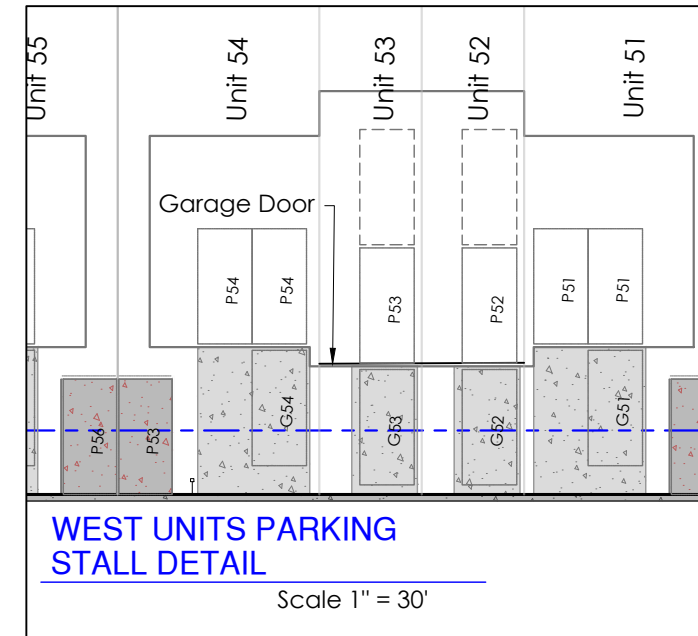 Unit 55
Unit 54
Unit 53
Unit 52
Unit 51
Garage Door
P54
P54
P53
P52
P51
P51
P56
P53
G54
G53
G52
G51
WEST UNITS PARKING
STALL DETAIL
Scale 1" = 30'